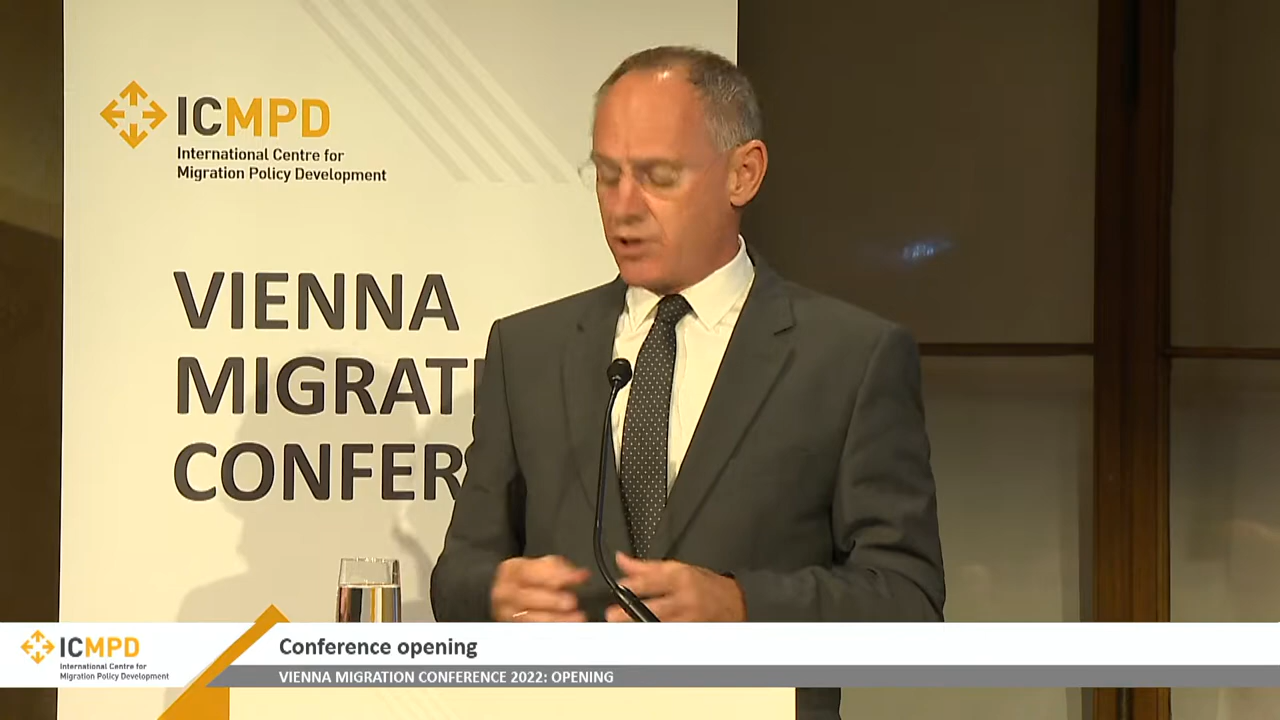 ICMPD
International Centre for
Migration Policy Development
VIENNA
MIGRAT
CONFER
ICMPD
International Centre for
Migration Policy Development
Conference opening
VIENNA MIGRATION CONFERENCE 2022: OPENING